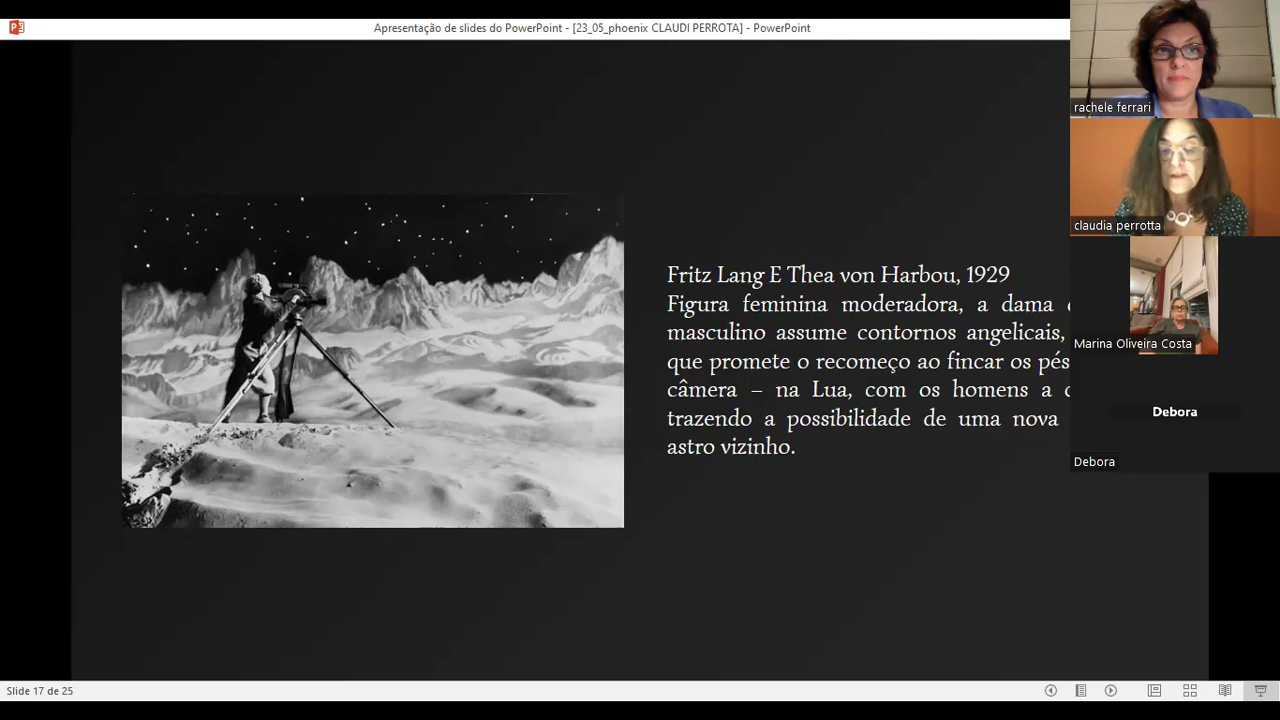 Apresentação de slides do PowerPoint - [23_05_phoenix CLAUDI PERROTA] - PowerPoint
rachele ferrari
claudia perrotta
Marina Oliveira Costa
Debora
Debora
Fritz Lang E Thea von Harbou, 1929
Figura feminina moderadora, a dama
masculino assume contornos angelicais,
que promete o recomeço ao fincar os pés
câmera – na Lua, com os homens a
trazendo a possibilidade de uma nova
astro vizinho.
Slide 17 de 25